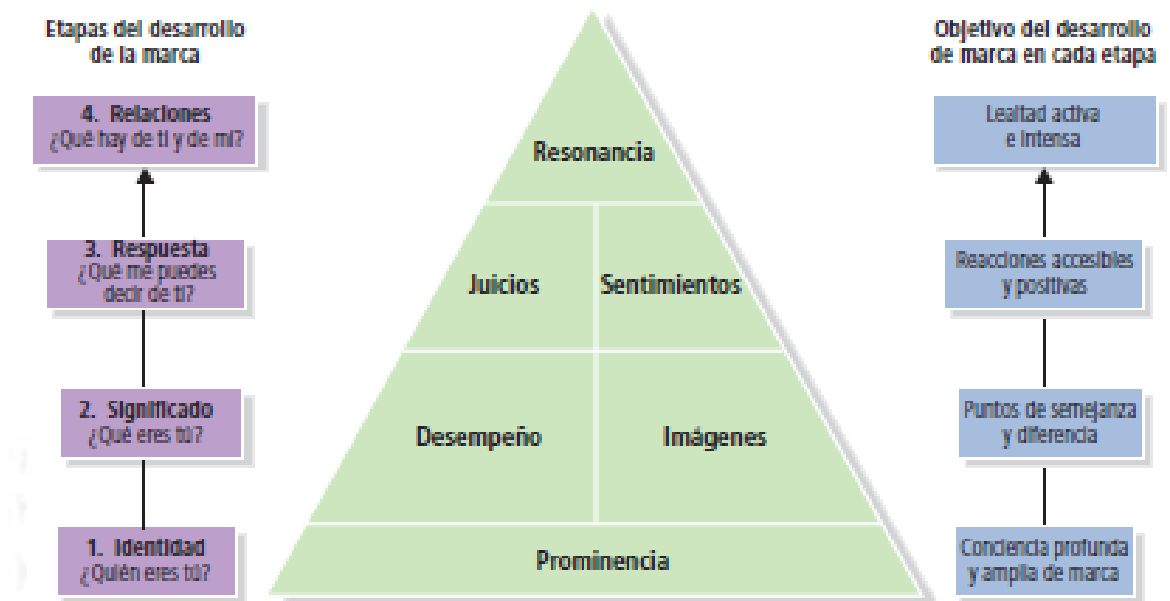 Etapas del desarrollo
de la marca
4. Relaciones
¿Qué hay de ti y de mí?
3. Respuesta
¿Qué me puedes
decir de ti?
2. Significado
¿Qué eres tú?
1. Identidad
¿Quién eres tú?
Resonancia
Juicios
Sentimientos
Desempeño
Imágenes
Prominencia
Objetivo del desarrollo
de marca en cada etapa
Lealtad activa
e intensa
Reacciones accesibles
y positivas
Puntos de semejanza
y diferencia
Conciencia profunda
y amplia de marca